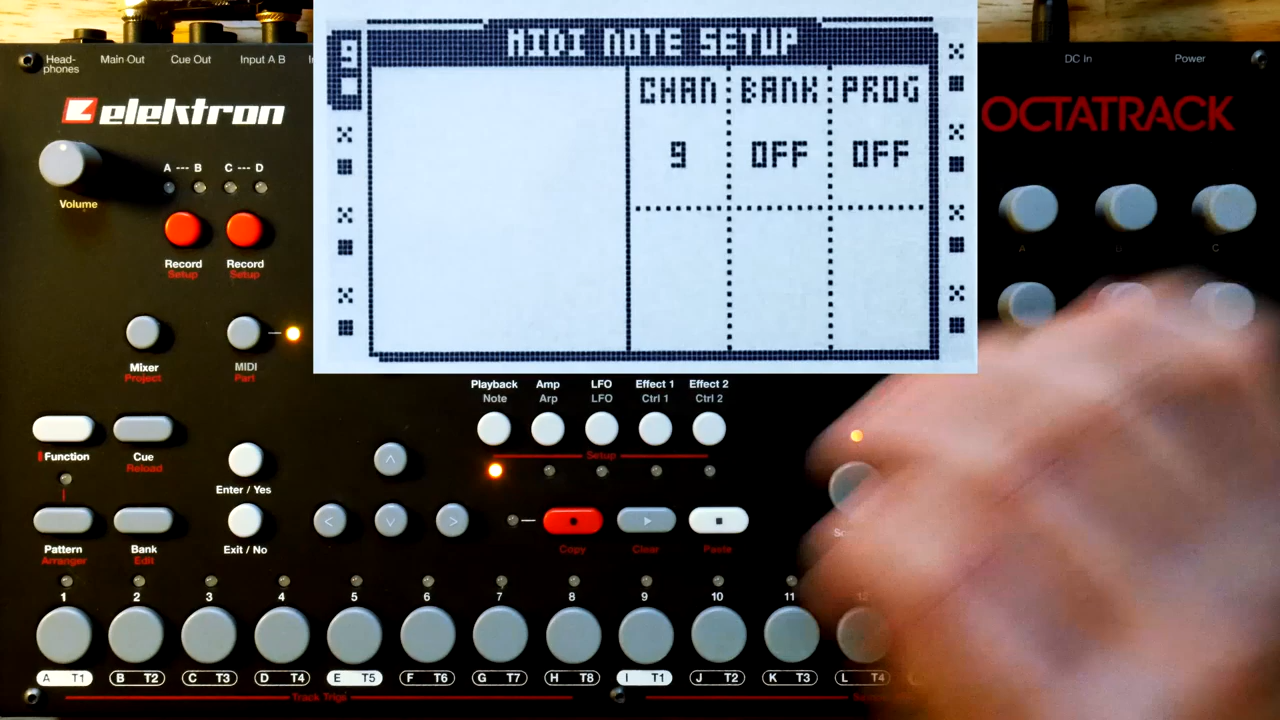 MIDI NOTE SETUP
9
CHAN BANK PROG
9 OFF OFF
Head-
phones
Main Out
Cue Out
Input A B
DC In
Power
elektron
OCTATRACK
A --- B
C --- D
Volume
Record
Setup
Record
Setup
A
B
C
Mixer
Project
MIDI
Part
Playback
Note
Amp
Arp
LFO
LFO
Effect 1
Ctrl 1
Effect 2
Ctrl 2
Setup
Function
Cue
Reload
Enter / Yes
Pattern
Arranger
Bank
Edit
Exit / No
Copy
Clear
Paste
1 2 3 4 5 6 7 8 9 10 11 12
A T1
B T2
C T3
D T4
E T5
F T6
G T7
H T8
I T1
J T2
K T3
L T4
Track Trigs